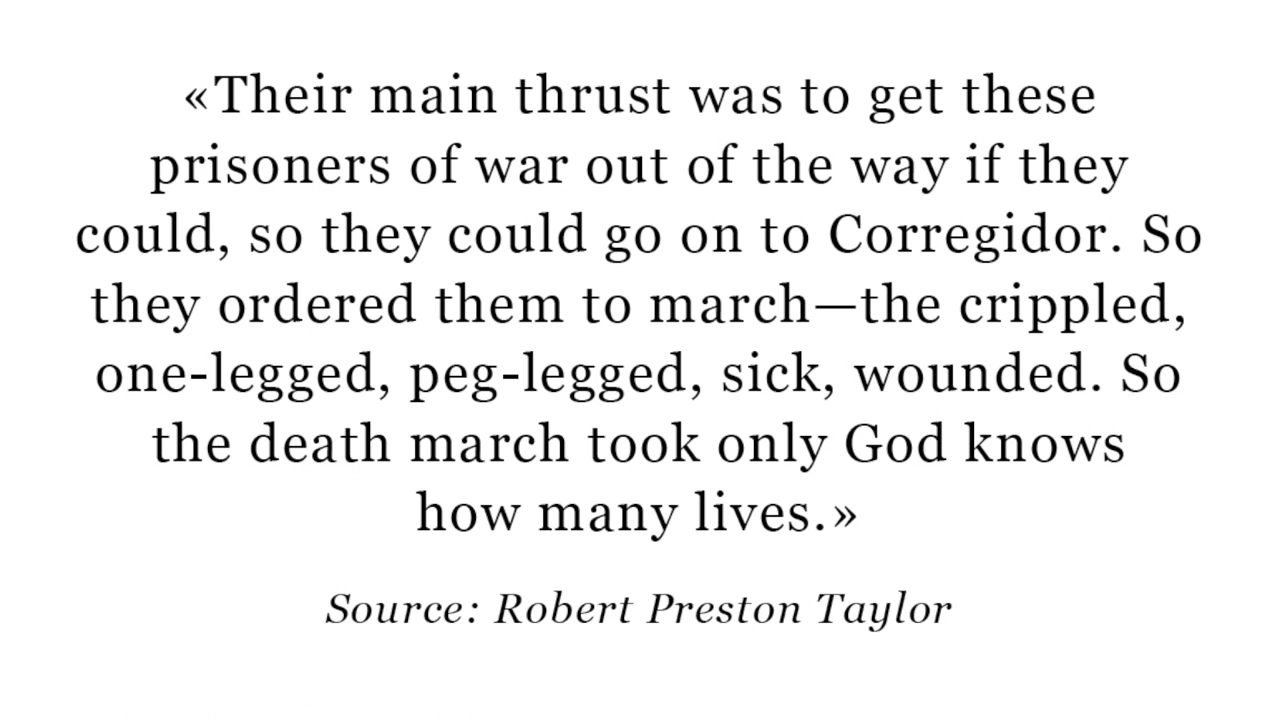 «Their main thrust was to get these
prisoners of war out of the way if they
could, so they could go on to Corregidor. So
they ordered them to march—the crippled,
one-legged, peg-legged, sick, wounded. So
the death march took only God knows
how many lives.»
Source: Robert Preston Taylor